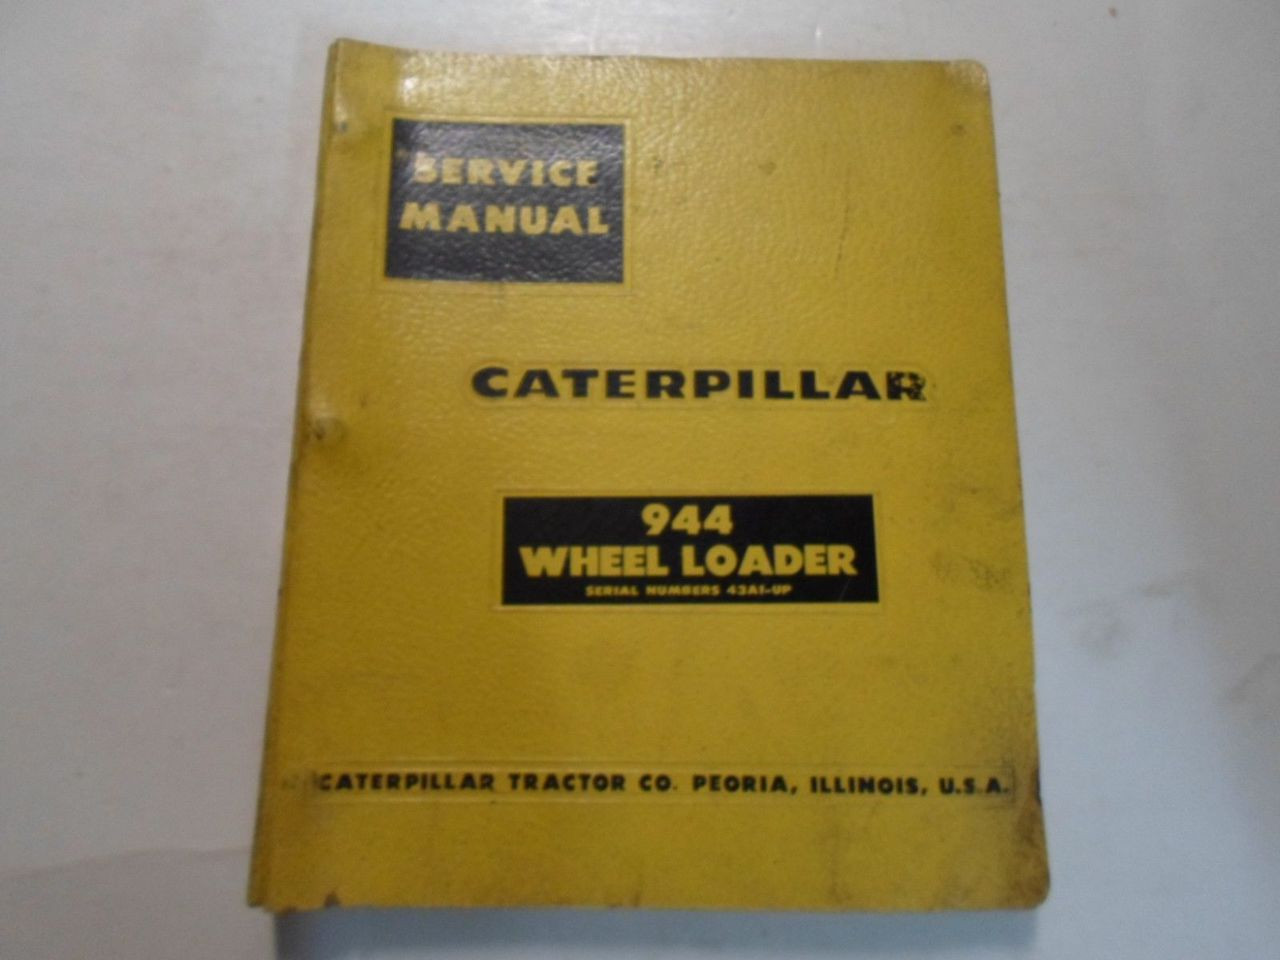 SERVICE
MANUAL
CATERPILLAR
944
WHEEL LOADER
SERIAL NUMBERS 43A1-UP
CATERPILLAR TRACTOR CO. PEORIA, ILLINOIS, U.S.A.